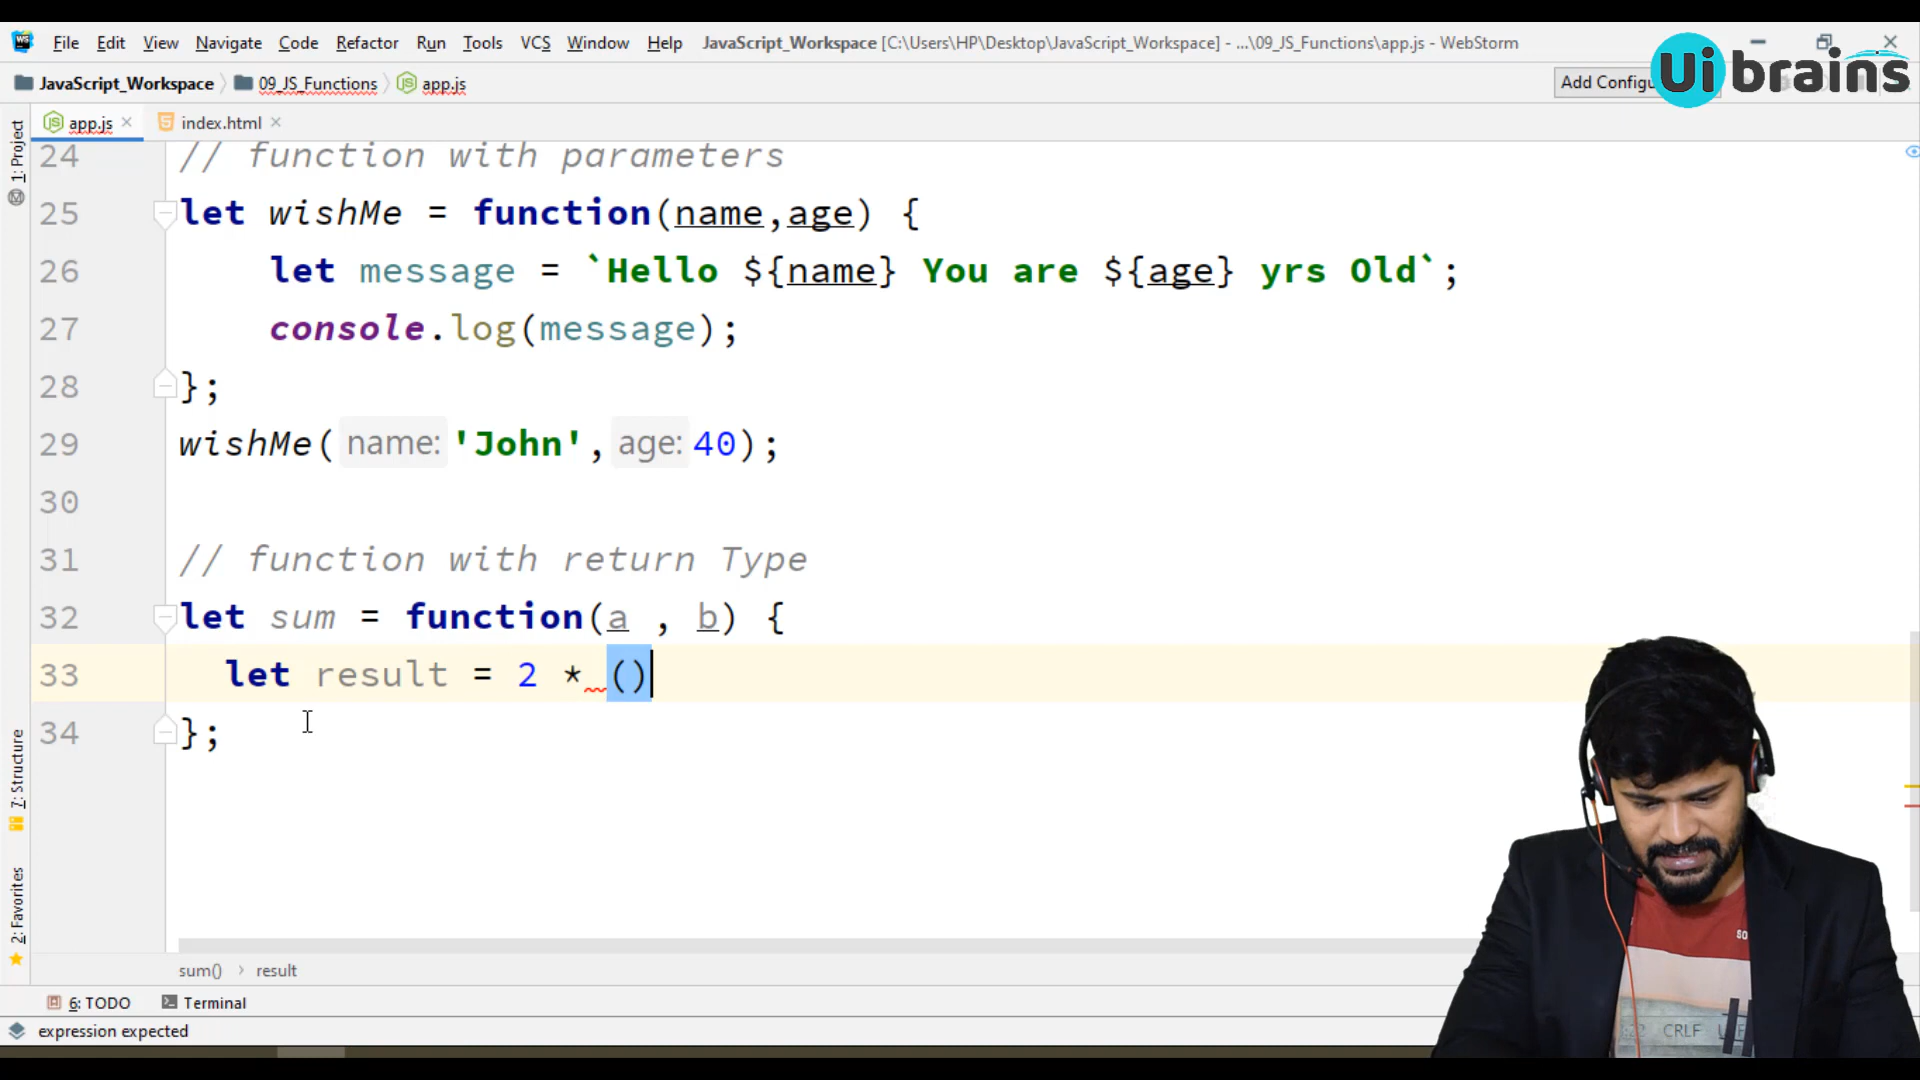 File Edit View Navigate Code Refactor Run Tools VCS Window Help JavaScript_Workspace [C:\Users\HP\Desktop\JavaScript_Workspace] - ...\09_JS_Functions\app.js - WebStorm
JavaScript_Workspace 09_JS_Functions app.js Add Configu
Ui brains
app.js index.html
1: Project
24 // function with parameters
25 let wishMe = function(name,age) {
26 let message = `Hello ${name} You are ${age} yrs Old`;
27 console.log(message);
28 };
29 wishMe( name: 'John', age: 40);
30
31 // function with return Type
32 let sum = function(a , b) {
33 let result = 2 * ()
34 };
7: Structure
2: Favorites
sum() › result
6: TODO Terminal
expression expected
CRLF
SO